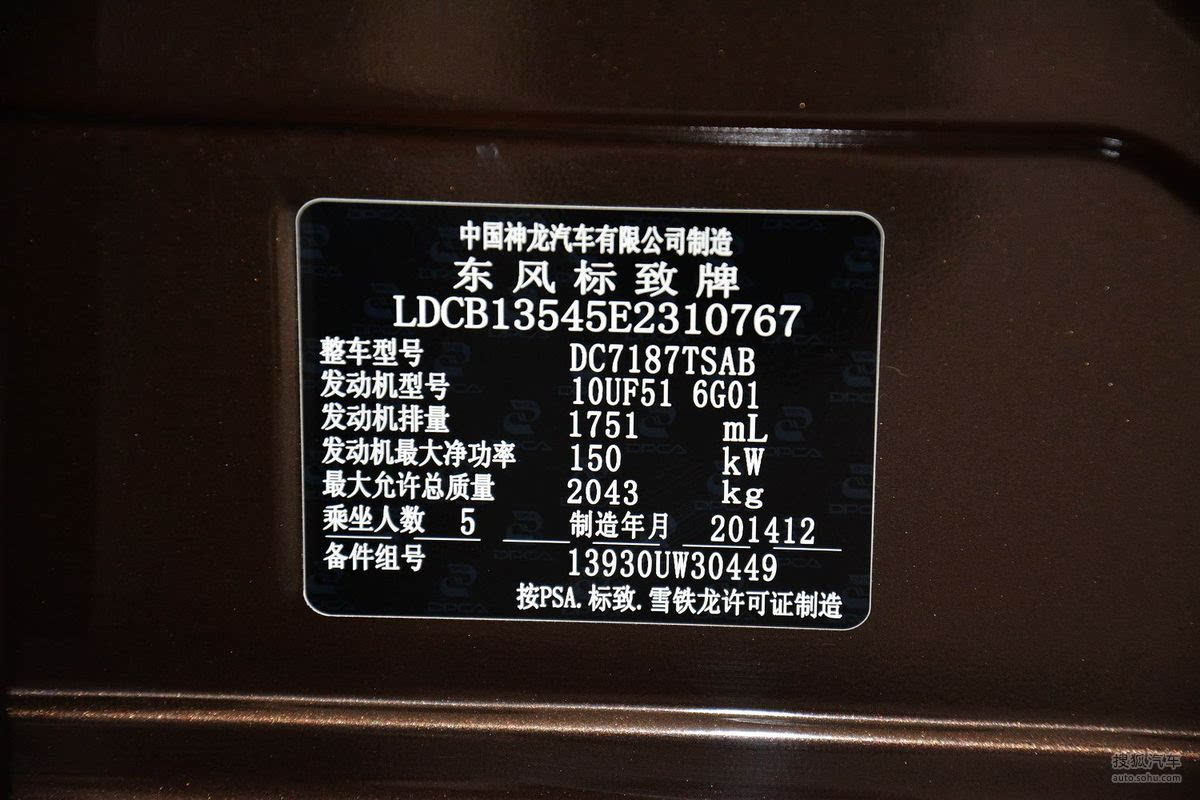 中国神龙汽车有限公司制造
东风标致牌
LDCB13545E2310767
整车型号 DC7187TSAB
发动机型号 10UF51 6G01
发动机排量 1751 mL
发动机最大净功率 150 kW
最大允许总质量 2043 kg
乘坐人数 5 制造年月 201412
备件组号 13930UW30449
按PSA.标致.雪铁龙许可证制造
搜狐汽车
auto.sohu.com